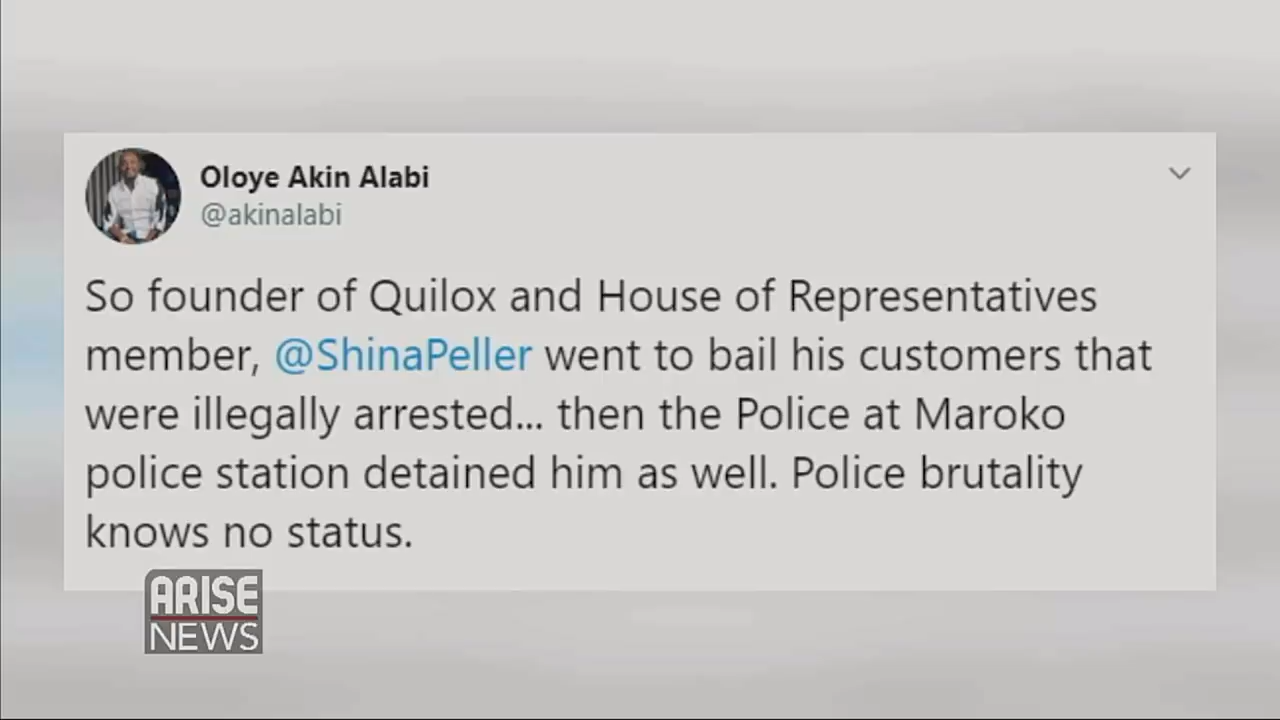 Oloye Akin Alabi
@akinalabi
So founder of Quilox and House of Representatives
member, @ShinaPeller went to bail his customers that
were illegally arrested... then the Police at Maroko
police station detained him as well. Police brutality
knows no status.
ARISE
NEWS